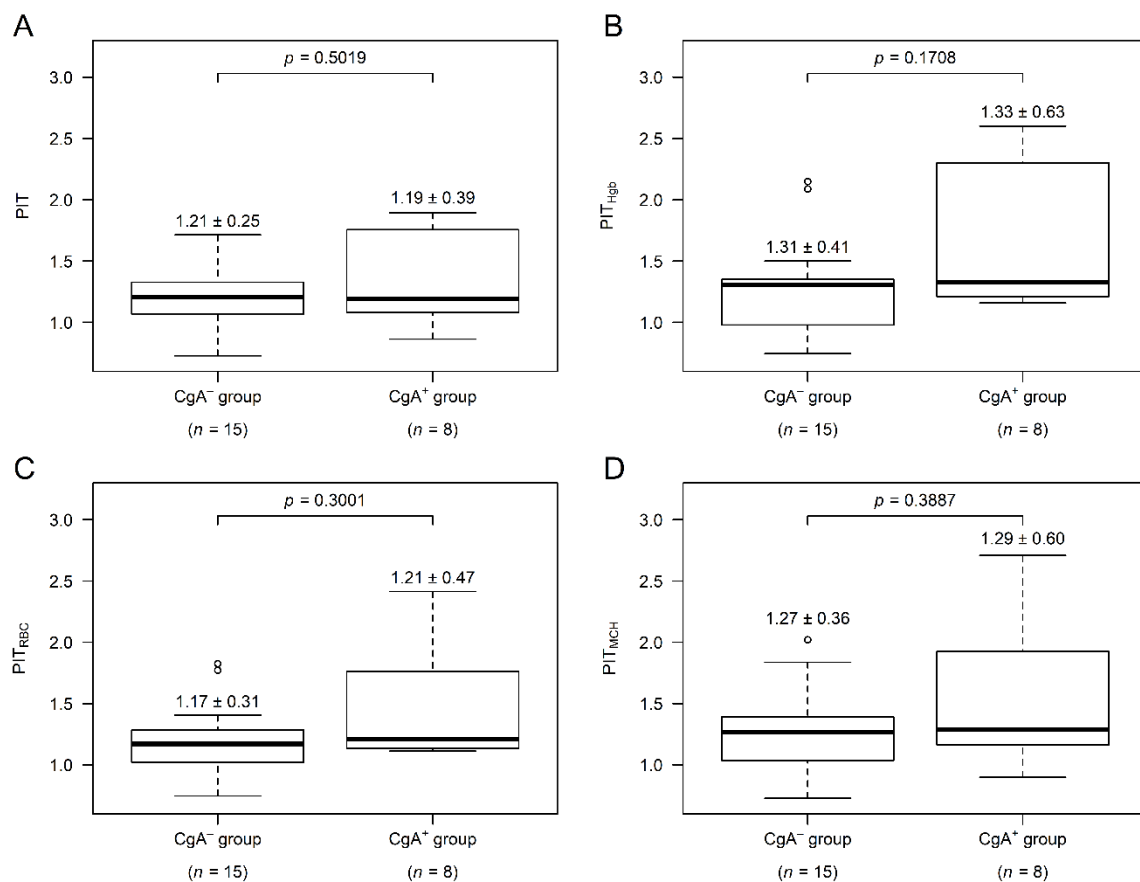 A
p = 0.5019
3.0
2.5
2.0
1.5
1.0
PIT
1.21 ± 0.25
1.19 ± 0.39
CgA⁻ group
CgA⁺ group
(n = 15)
(n = 8)
B
p = 0.1708
3.0
2.5
2.0
1.5
1.0
PIT_Hgb
1.31 ± 0.41
1.33 ± 0.63
CgA⁻ group
CgA⁺ group
(n = 15)
(n = 8)
C
p = 0.3001
3.0
2.5
2.0
1.5
1.0
PIT_RBC
1.17 ± 0.31
1.21 ± 0.47
CgA⁻ group
CgA⁺ group
(n = 15)
(n = 8)
D
p = 0.3887
3.0
2.5
2.0
1.5
1.0
PIT_MCH
1.27 ± 0.36
1.29 ± 0.60
CgA⁻ group
CgA⁺ group
(n = 15)
(n = 8)